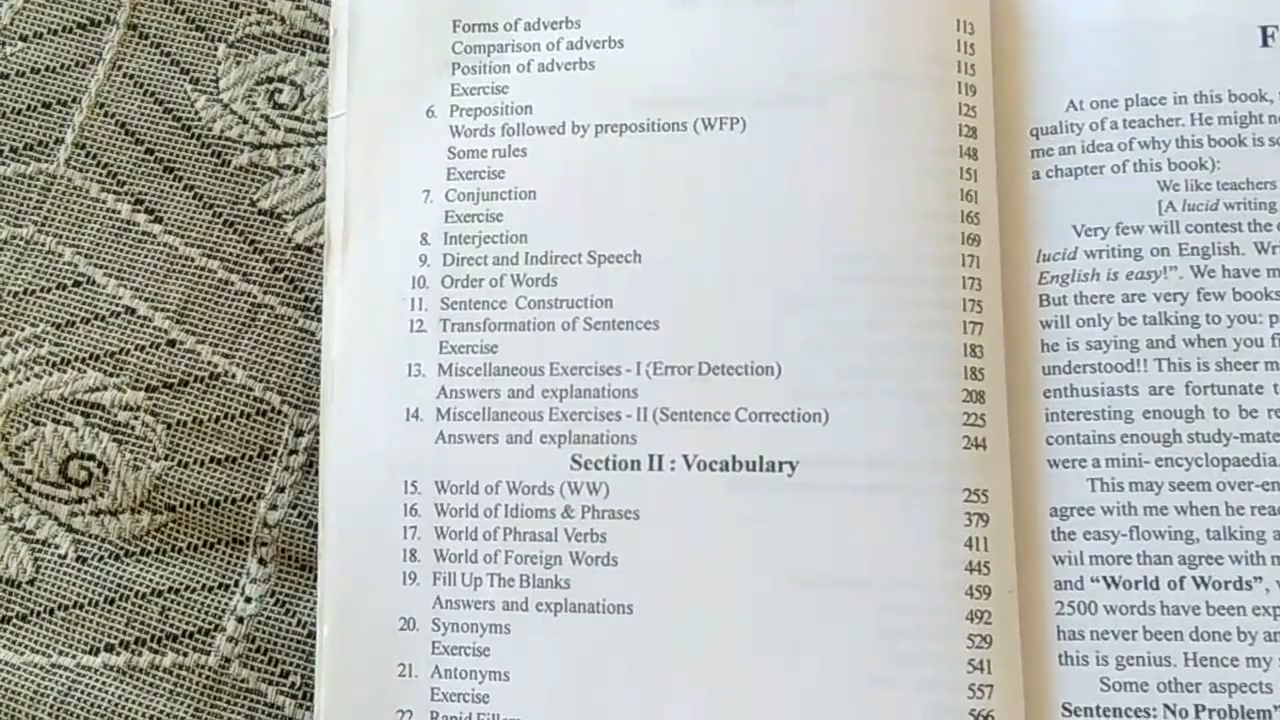 Forms of adverbs 113
Comparison of adverbs 115
Position of adverbs 115
Exercise 119
6. Preposition 125
Words followed by prepositions (WFP) 128
Some rules 148
Exercise 151
7. Conjunction 161
Exercise 165
8. Interjection 169
9. Direct and Indirect Speech 171
10. Order of Words 173
11. Sentence Construction 175
12. Transformation of Sentences 177
Exercise 183
13. Miscellaneous Exercises - I (Error Detection) 185
Answers and explanations 208
14. Miscellaneous Exercises - II (Sentence Correction) 225
Answers and explanations 244
Section II : Vocabulary
15. World of Words (WW) 255
16. World of Idioms & Phrases 379
17. World of Phrasal Verbs 411
18. World of Foreign Words 445
19. Fill Up The Blanks 459
Answers and explanations 492
20. Synonyms 529
Exercise 541
21. Antonyms 557
Exercise 566
22. Rapid
F
At one place in this book,
quality of a teacher. He might
me an idea of why this book is
a chapter of this book):
We like teachers
[A lucid writing
Very few will contest the
lucid writing on English.
English is easy!". We have
But there are very few books
will only be talking to you:
he is saying and when you
understood!! This is sheer
enthusiasts are fortunate
interesting enough to be
contains enough
were a mini- encyclopaedia.
This may seem
agree with me when he
the easy-flowing, talking
will more than agree with
and "World of Words",
2500 words have been
has never been done by
this is genius. Hence my
Some other aspects
Sentences: No Problem"